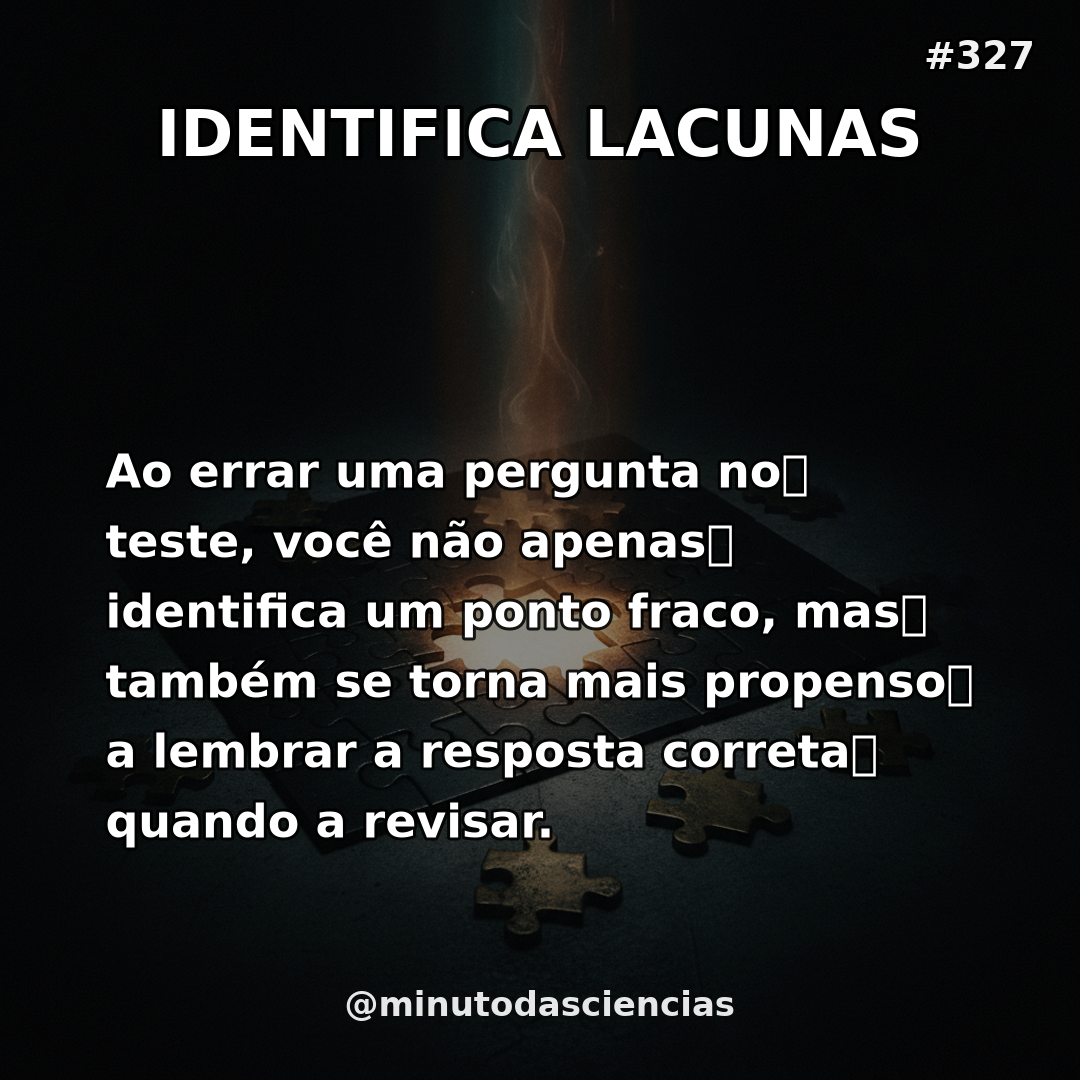 #327
IDENTIFICA LACUNAS
Ao errar uma pergunta no
teste, você não apenas
identifica um ponto fraco, mas
também se torna mais propenso
a lembrar a resposta correta
quando a revisar.
@minutodasciencias